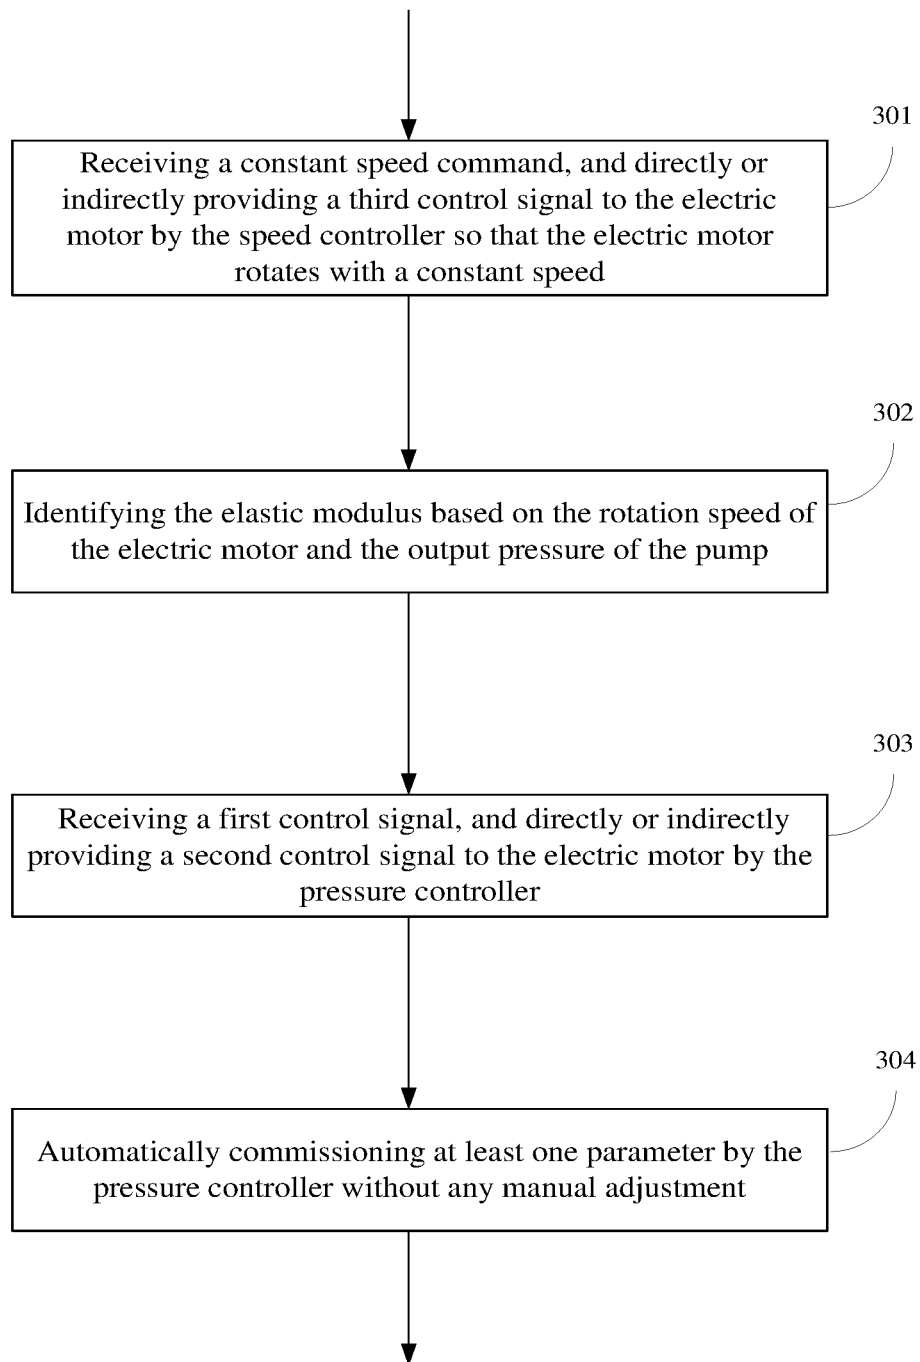 301
Receiving a constant speed command, and directly or
indirectly providing a third control signal to the electric
motor by the speed controller so that the electric motor
rotates with a constant speed
302
Identifying the elastic modulus based on the rotation speed of
the electric motor and the output pressure of the pump
303
Receiving a first control signal, and directly or indirectly
providing a second control signal to the electric motor by the
pressure controller
304
Automatically commissioning at least one parameter by the
pressure controller without any manual adjustment